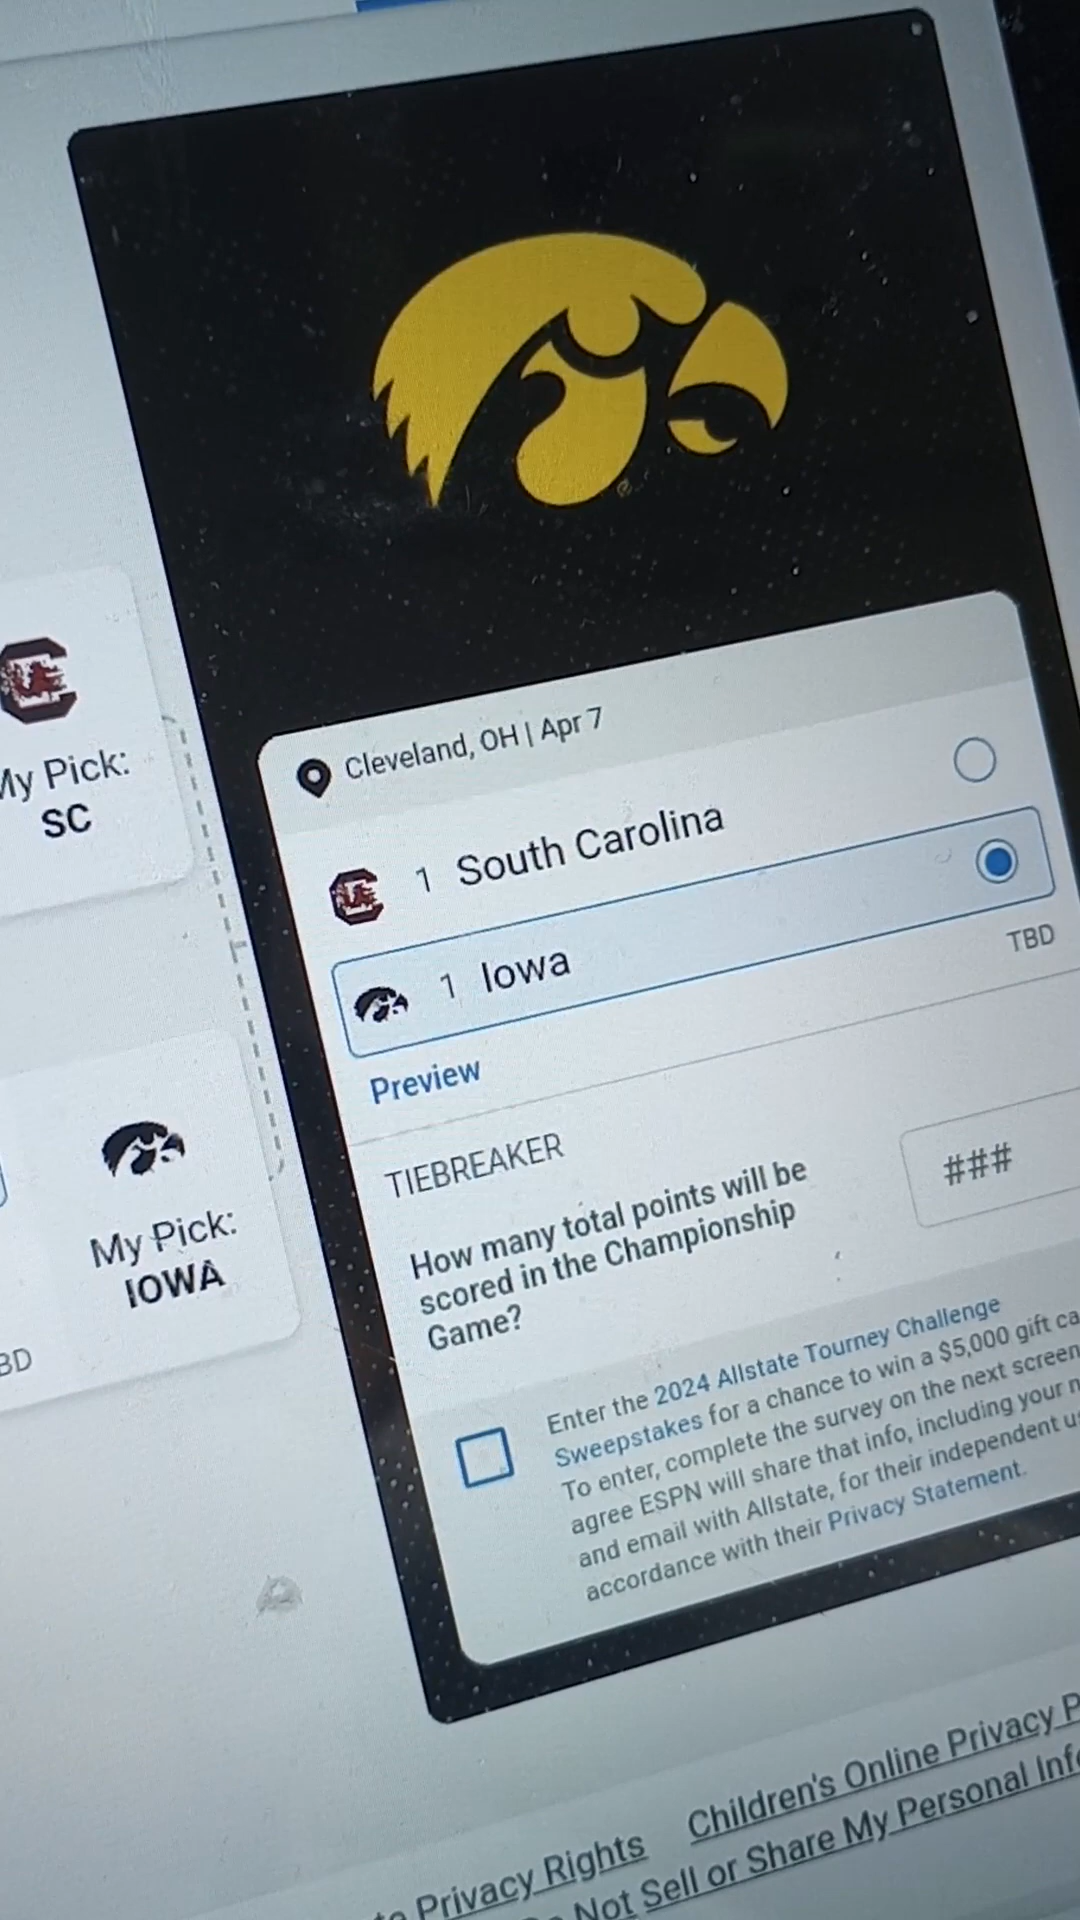 My Pick:
SC
Cleveland, OH | Apr 7
1 South Carolina
1 Iowa
TBD
Preview
My Pick:
IOWA
TIEBREAKER
How many total points will be
scored in the Championship
Game?
###
Enter the 2024 Allstate Tourney Challenge
Sweepstakes for a chance to win a $5,000 gift
To enter, complete the survey on the next screen
agree ESPN will share that info, including your
and email with Allstate, for their independent
accordance with their Privacy Statement.
Privacy Rights
Children's Online Privacy
Not Sell or Share My Personal